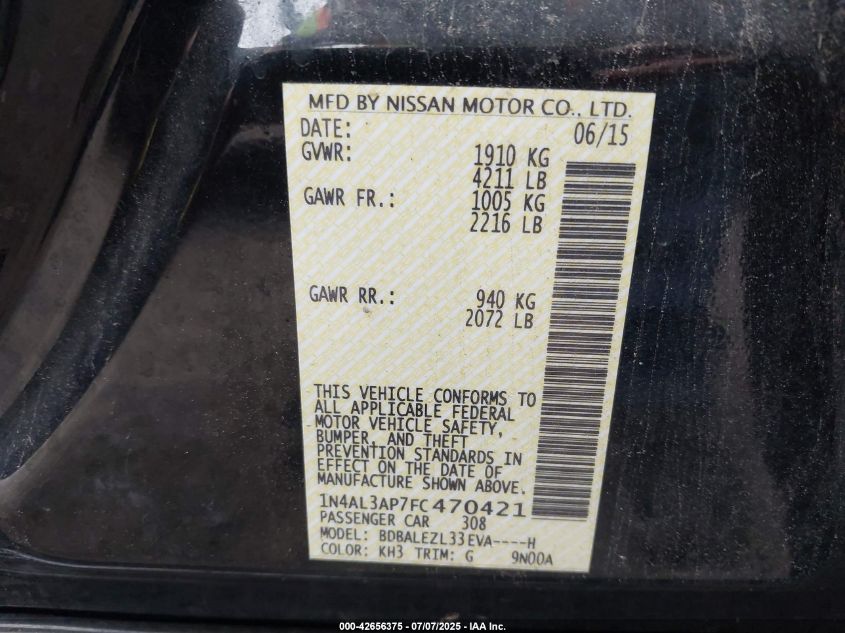 MFD BY NISSAN MOTOR CO., LTD.
DATE: 06/15
GVWR: 1910 KG
4211 LB
GAWR FR.: 1005 KG
2216 LB
GAWR RR.: 940 KG
2072 LB
THIS VEHICLE CONFORMS TO
ALL APPLICABLE FEDERAL
MOTOR VEHICLE SAFETY,
BUMPER, AND THEFT
PREVENTION STANDARDS IN
EFFECT ON THE DATE OF
MANUFACTURE SHOWN ABOVE.
1N4AL3AP7FC470421
PASSENGER CAR 308
MODEL: BDBALEZL33EVA----H
COLOR: KH3 TRIM: G 9N00A
000-42656375 - 07/07/2025 - IAA Inc.